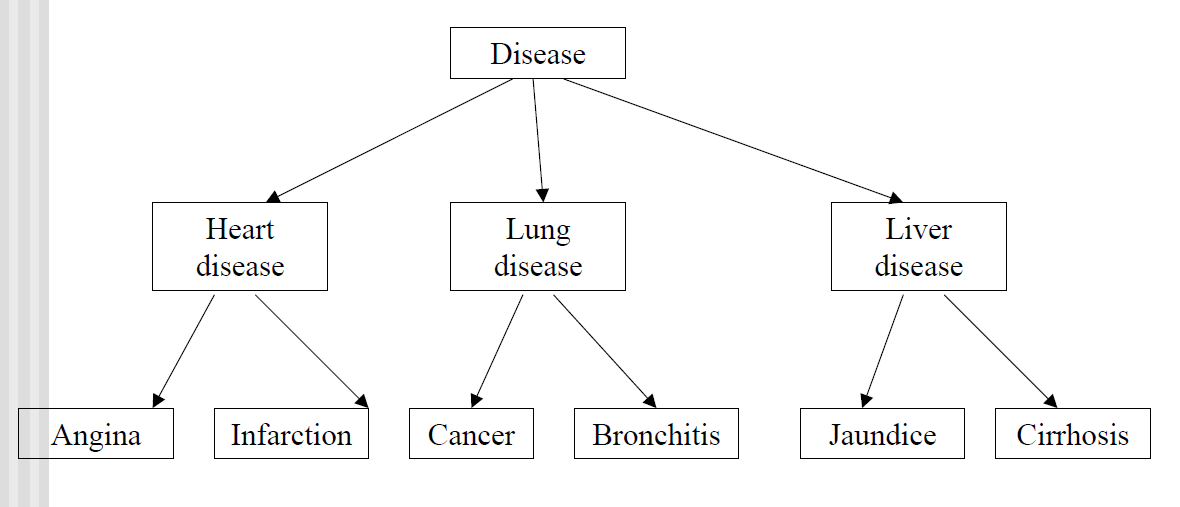 Disease
Heart
disease
Lung
disease
Liver
disease
Angina
Infarction
Cancer
Bronchitis
Jaundice
Cirrhosis